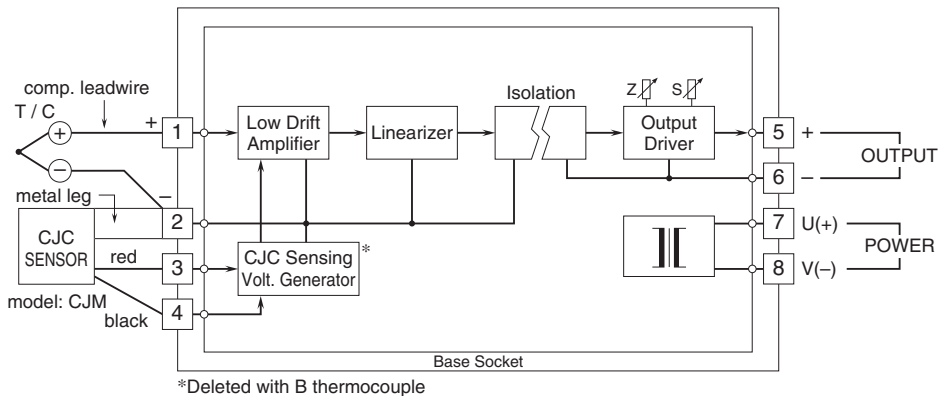 comp. leadwire
T / C
+
−
+
1
Low Drift
Amplifier
Linearizer
Isolation
Z
S
Output
Driver
5
+
OUTPUT
6
−
metal leg
−
2
7
U(+)
CJC
SENSOR
red
3
CJC Sensing
Volt. Generator
*
POWER
8
V(−)
model: CJM
black
4
Base Socket
*Deleted with B thermocouple